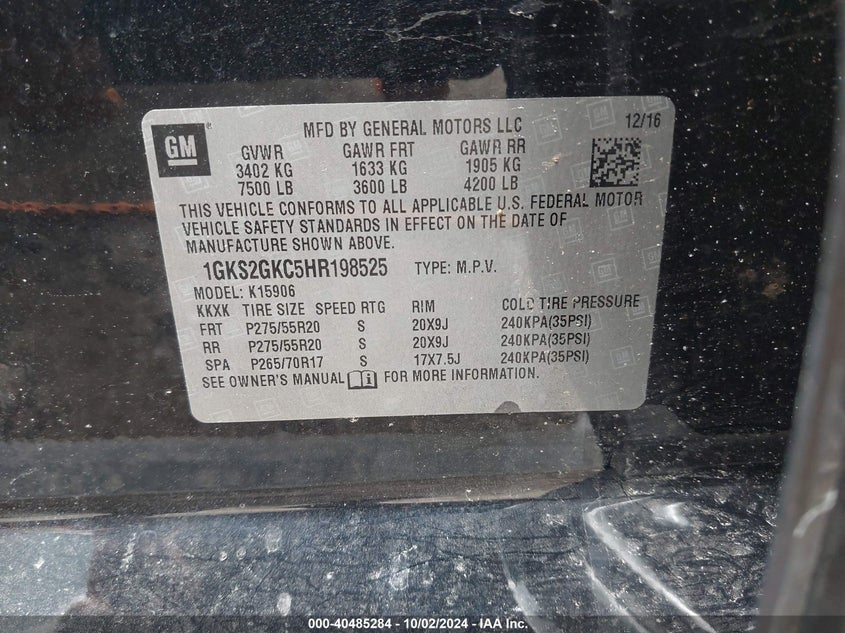 GM
MFD BY GENERAL MOTORS LLC
12/16
GVWR GAWR FRT GAWR RR
3402 KG 1633 KG 1905 KG
7500 LB 3600 LB 4200 LB
THIS VEHICLE CONFORMS TO ALL APPLICABLE U.S. FEDERAL MOTOR
VEHICLE SAFETY STANDARDS IN EFFECT ON THE DATE OF
MANUFACTURE SHOWN ABOVE.
1GKS2GKC5HR198525 TYPE: M.P.V.
MODEL: K15906
KKXK TIRE SIZE SPEED RTG RIM COLD TIRE PRESSURE
FRT P275/55R20 S 20X9J 240KPA(35PSI)
RR P275/55R20 S 20X9J 240KPA(35PSI)
SPA P265/70R17 S 17X7.5J 240KPA(35PSI)
SEE OWNER'S MANUAL FOR MORE INFORMATION.
000-40485284 - 10/02/2024 - IAAI Inc.